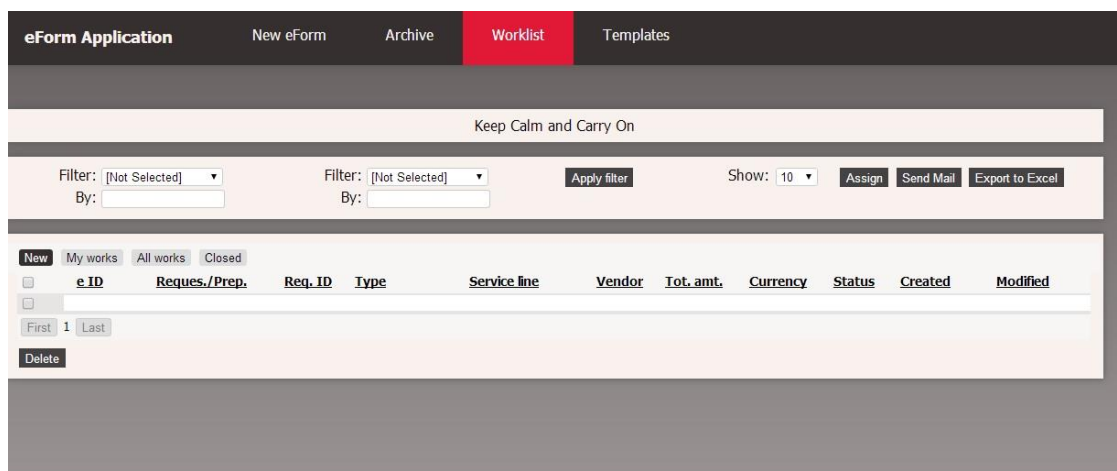 eForm Application New eForm Archive Worklist Templates
Keep Calm and Carry On
Filter: [Not Selected] Filter: [Not Selected] Apply filter Show: 10 Assign Send Mail Export to Excel
By: By:
New My works All works Closed
e ID Reques./Prep. Req. ID Type Service line Vendor Tot. amt. Currency Status Created Modified
First 1 Last
Delete